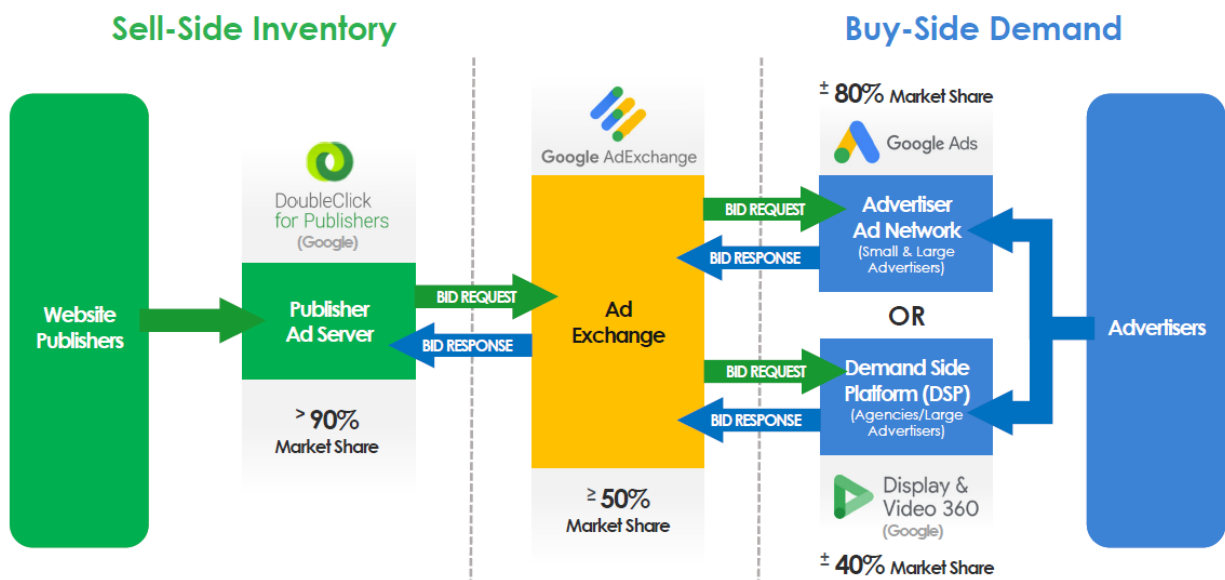 Sell-Side Inventory
Buy-Side Demand
Website
Publishers
DoubleClick
for Publishers
(Google)
Publisher
Ad Server
> 90%
Market Share
BID REQUEST
BID RESPONSE
Google AdExchange
Ad
Exchange
≥ 50%
Market Share
BID REQUEST
BID RESPONSE
BID REQUEST
BID RESPONSE
± 80% Market Share
Google Ads
Advertiser
Ad Network
(Small & Large
Advertisers)
OR
Demand Side
Platform (DSP)
(Agencies/Large
Advertisers)
Display &
Video 360
(Google)
± 40% Market Share
Advertisers